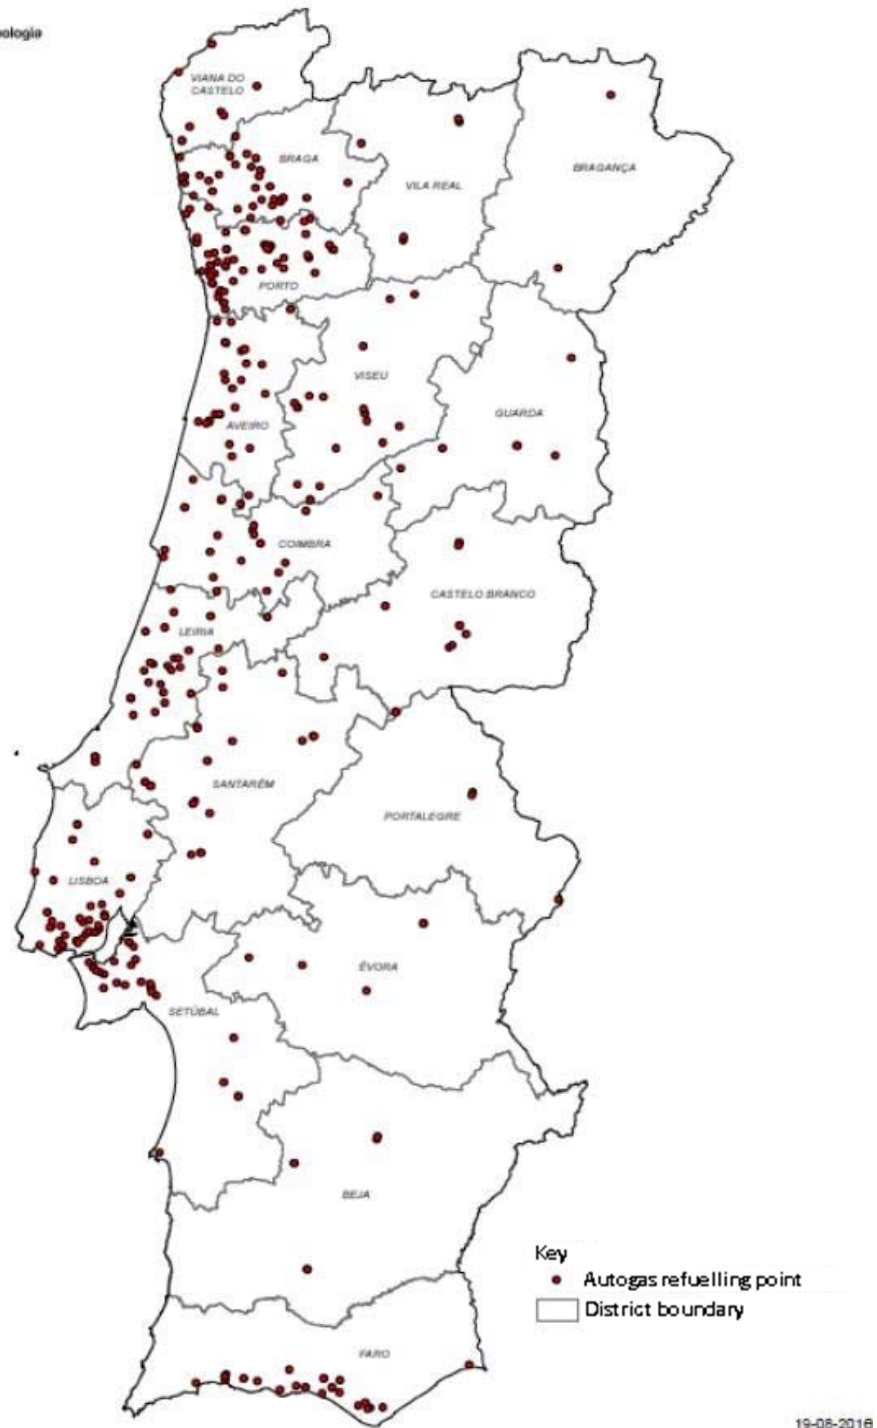 VIANA DO
CASTELO
BRAGA
VILA REAL
BRAGANÇA
PORTO
VISEU
GUARDA
AVEIRO
COIMBRA
CASTELO BRANCO
LEIRIA
SANTARÉM
PORTALEGRE
LISBOA
ÉVORA
SETÚBAL
BEJA
Key
Autogas refuelling point
District boundary
FARO
19-08-2016